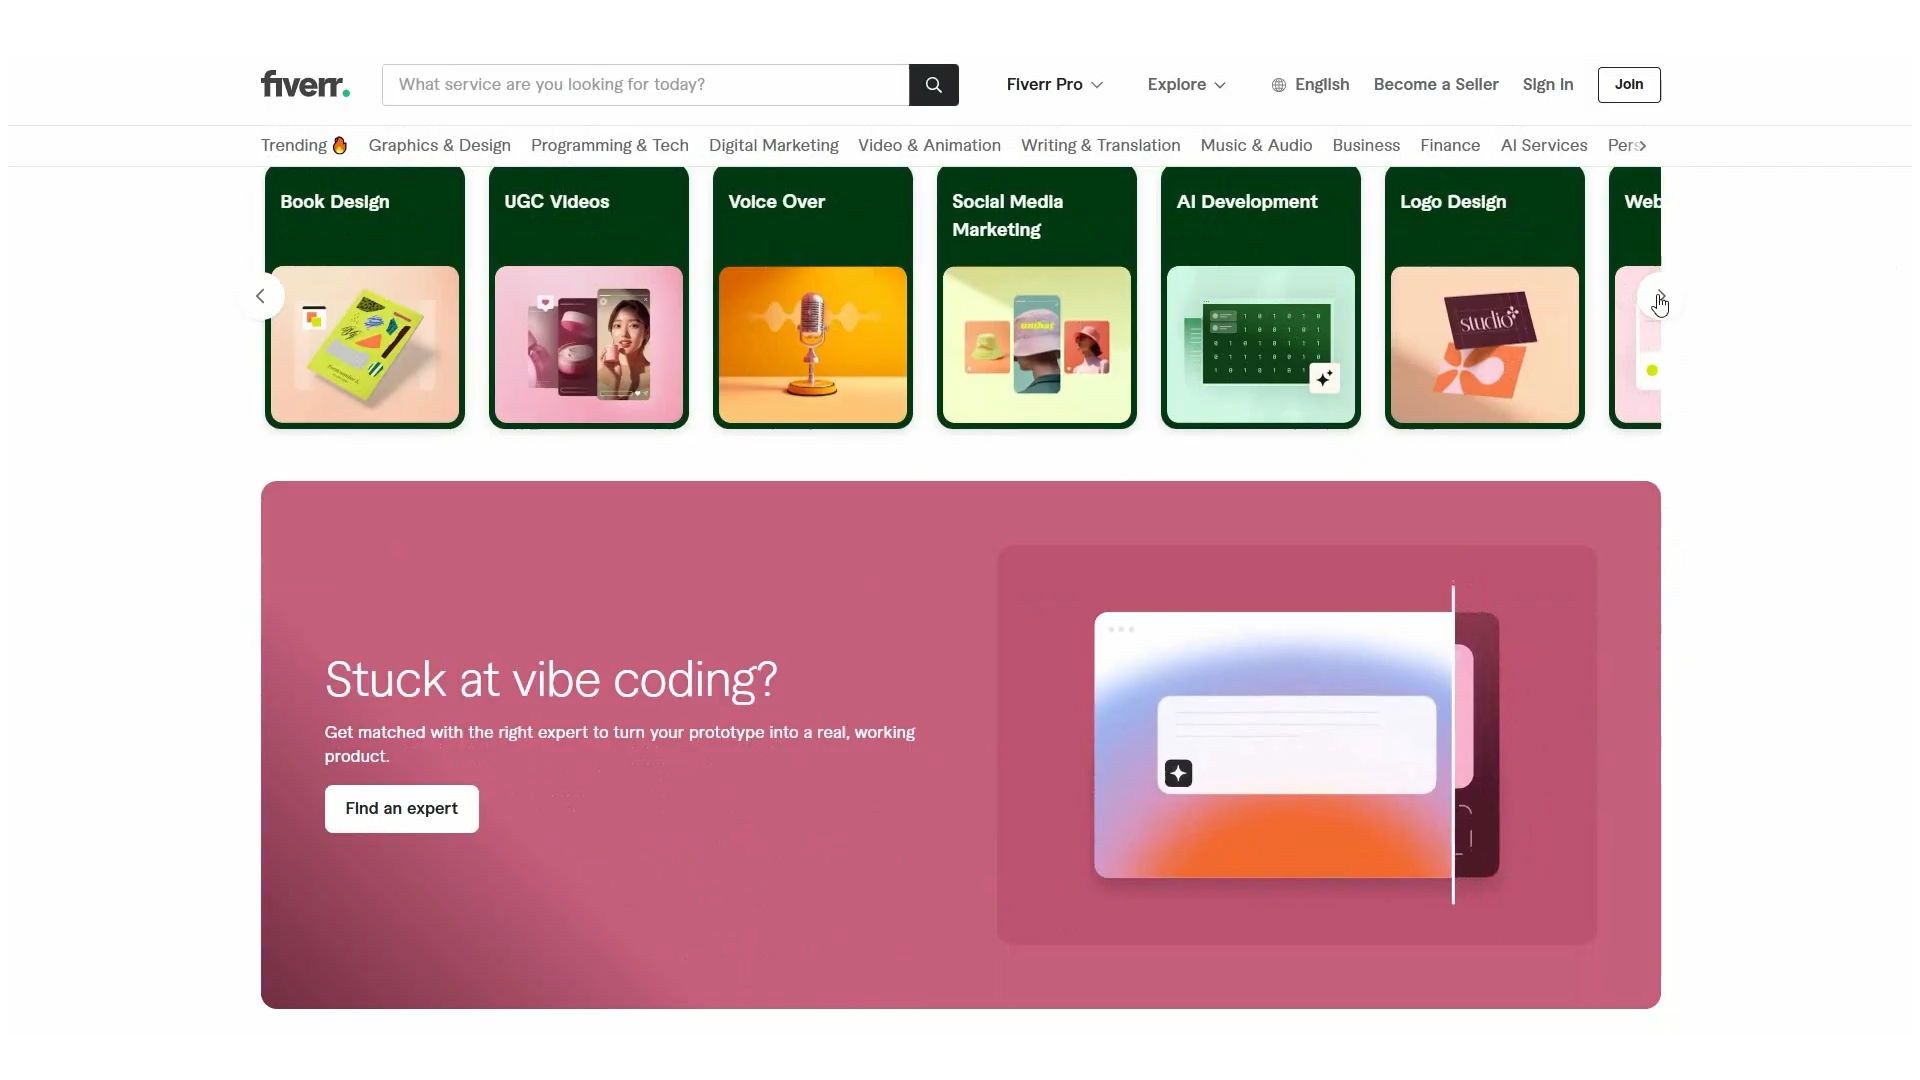 fiverr.
What service are you looking for today?
Fiverr Pro
Explore
English
Become a Seller
Sign In
Join
Trending
Graphics & Design
Programming & Tech
Digital Marketing
Video & Animation
Writing & Translation
Music & Audio
Business
Finance
AI Services
Pers
Book Design
UGC Videos
Voice Over
Social Media
Marketing
AI Development
Logo Design
Web
unihat
studio
Stuck at vibe coding?
Get matched with the right expert to turn your prototype into a real, working
product.
Find an expert